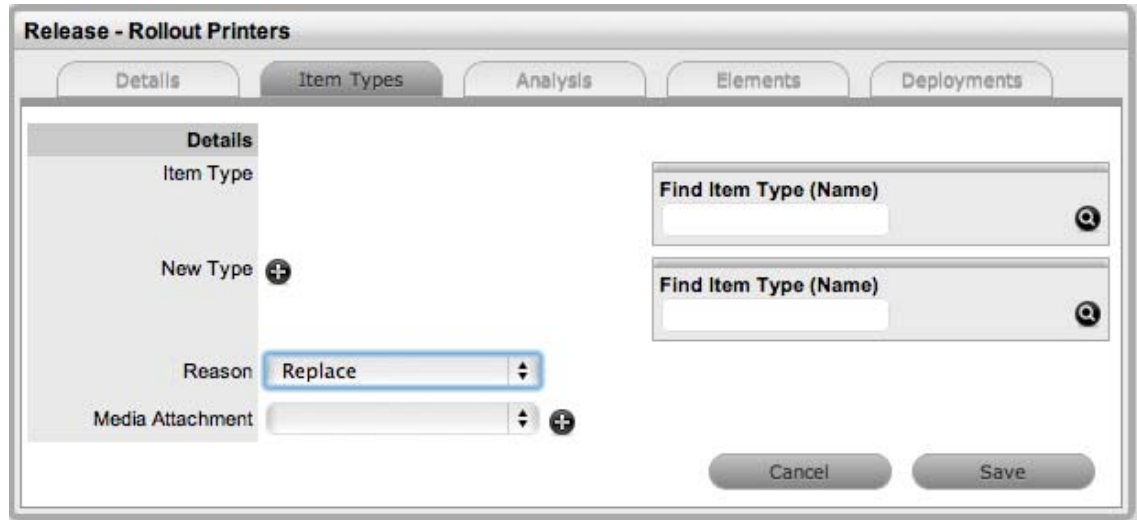 Release - Rollout Printers
Details Item Types Analysis Elements Deployments
Details
Item Type
Find Item Type (Name)
New Type
Find Item Type (Name)
Reason Replace
Media Attachment
Cancel Save